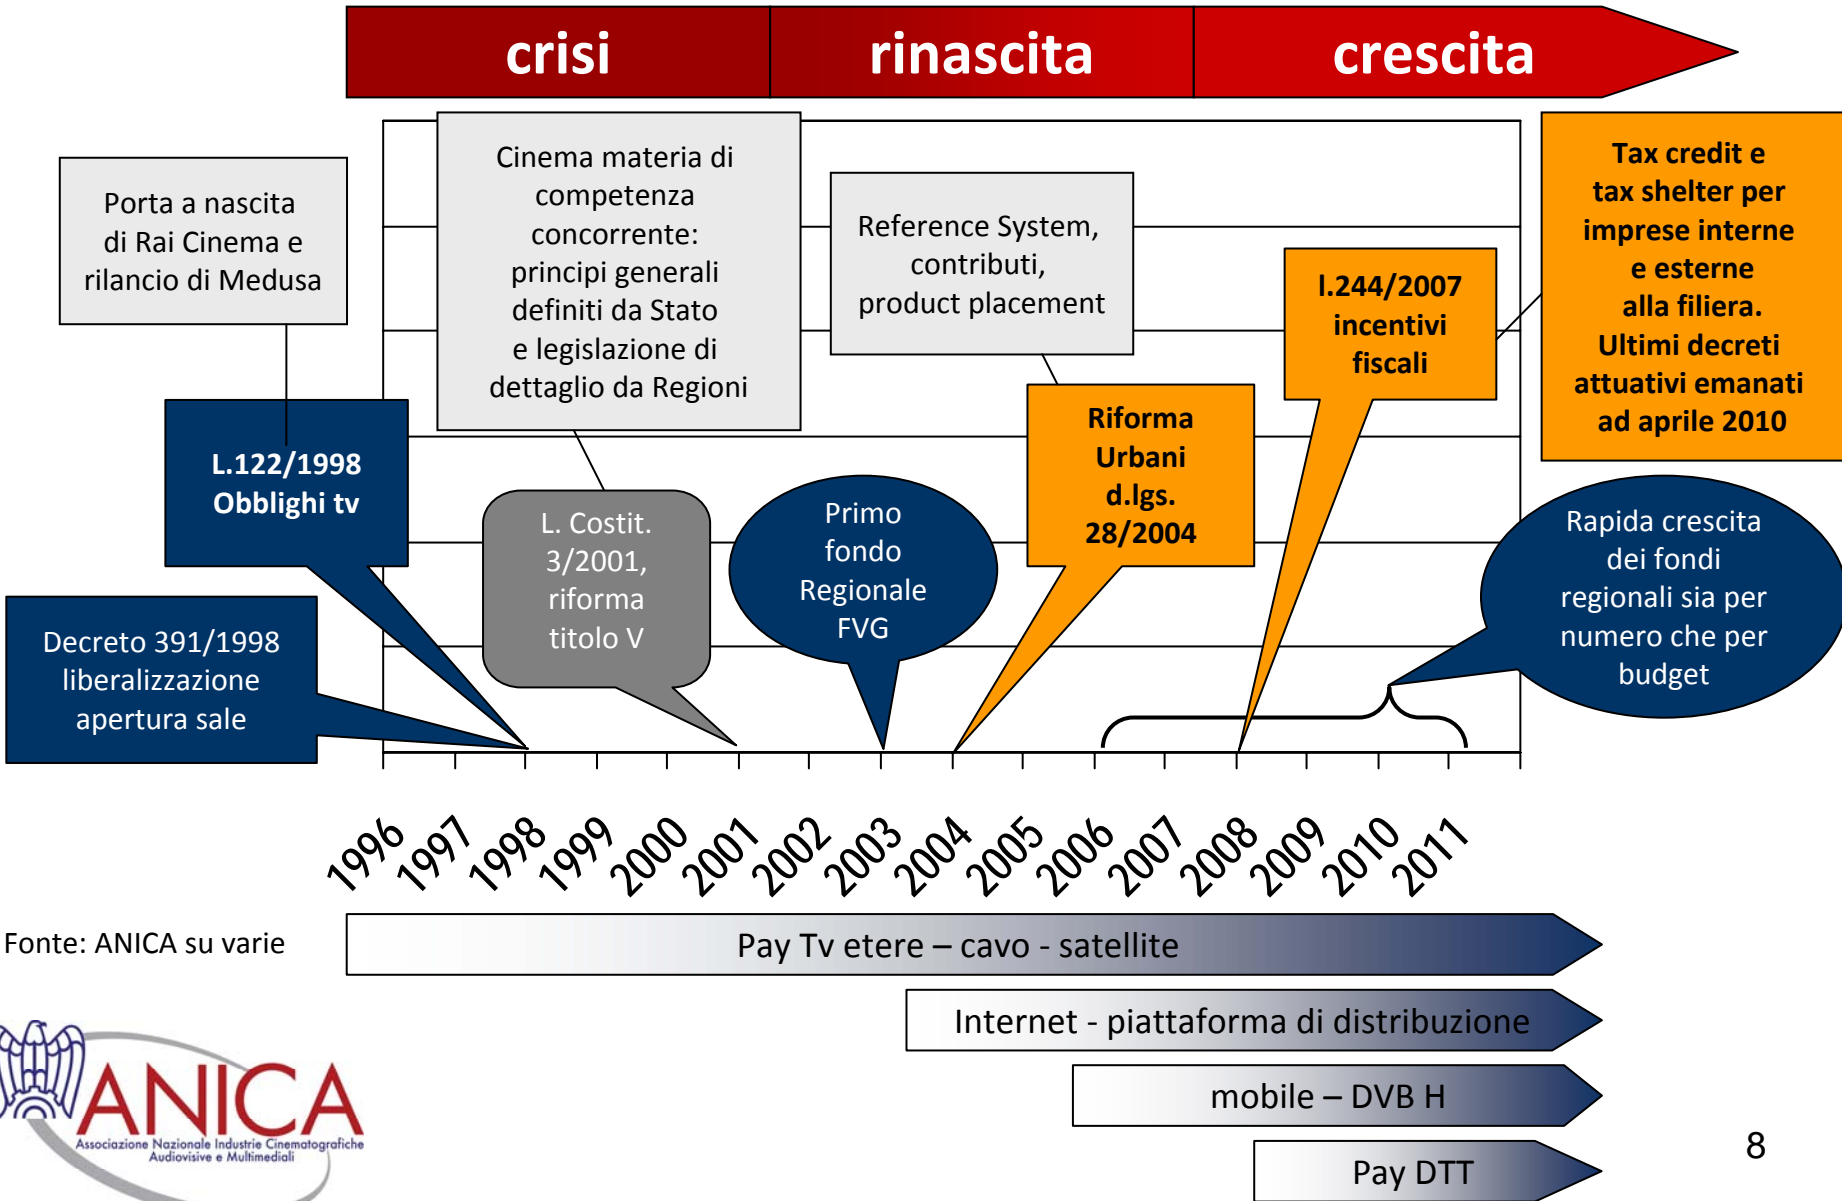 crisi
rinascita
crescita
Porta a nascita
di Rai Cinema e
rilancio di Medusa
Cinema materia di
competenza
concorrente:
principi generali
definiti da Stato
e legislazione di
dettaglio da Regioni
Reference System,
contributi,
product placement
l.244/2007
incentivi
fiscali
Tax credit e
tax shelter per
imprese interne
e esterne
alla filiera.
Ultimi decreti
attuativi emanati
ad aprile 2010
L.122/1998
Obblighi tv
Riforma
Urbani
d.lgs.
28/2004
Decreto 391/1998
liberalizzazione
apertura sale
L. Costit.
3/2001,
riforma
titolo V
Primo
fondo
Regionale
FVG
Rapida crescita
dei fondi
regionali sia per
numero che per
budget
1996
1997
1998
1999
2000
2001
2002
2003
2004
2005
2006
2007
2008
2009
2010
2011
Fonte: ANICA su varie
Pay Tv etere – cavo - satellite
Internet - piattaforma di distribuzione
mobile – DVB H
Pay DTT
ANICA
Associazione Nazionale Industrie Cinematografiche
Audiovisive e Multimediali
8